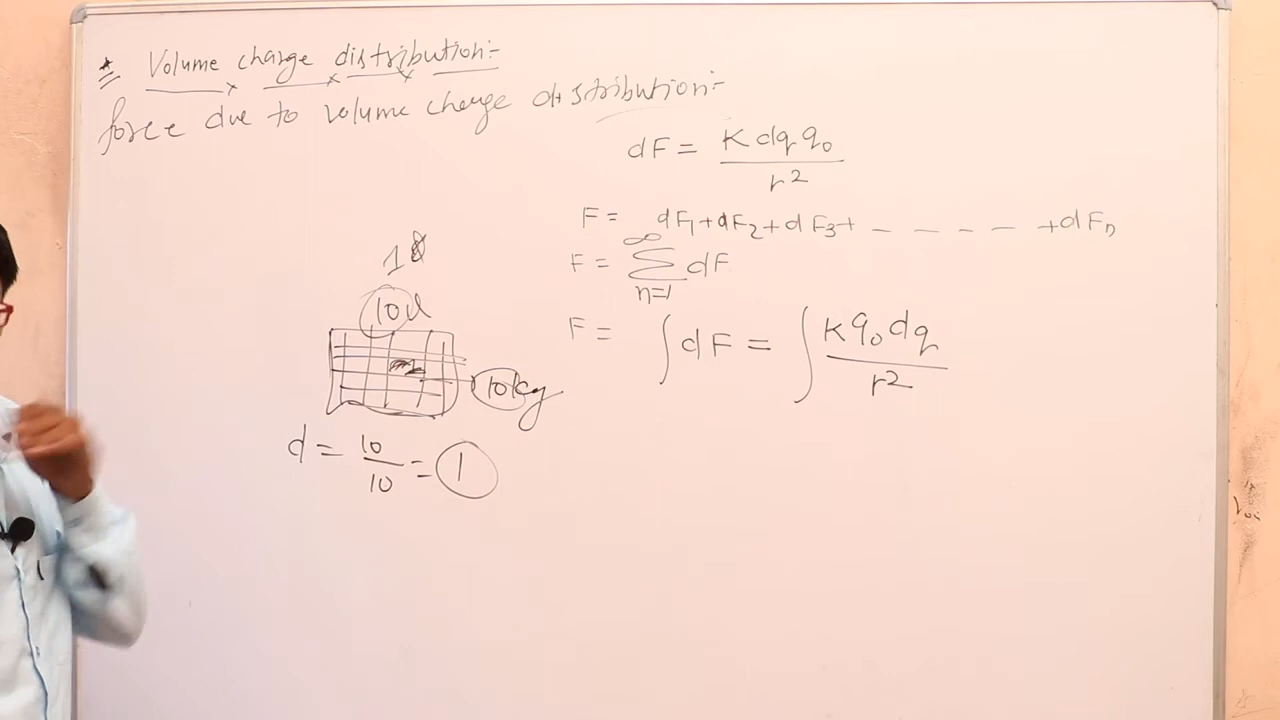 * Volume charge distribution:-
force due to volume charge distribution:-
dF = K dq q₀ / r²
F = dF₁ + dF₂ + dF₃ + - - - - + dFₙ
F = ∞ Σ n=1 dF
F = ∫ dF = ∫ K q₀ dq / r²
10
10kg
d = 10 / 10 = 1